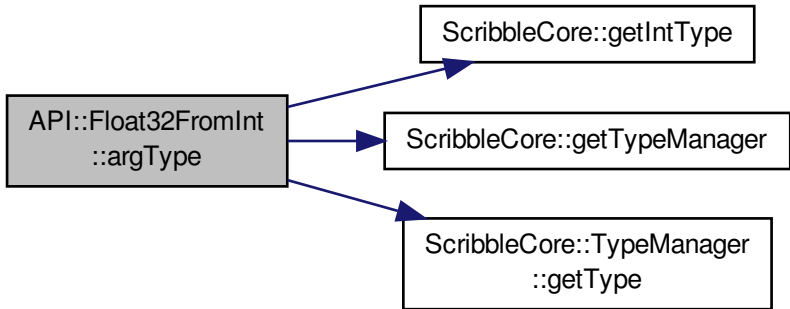 API::Float32FromInt
::argType
ScribbleCore::getIntType
ScribbleCore::getTypeManager
ScribbleCore::TypeManager
::getType